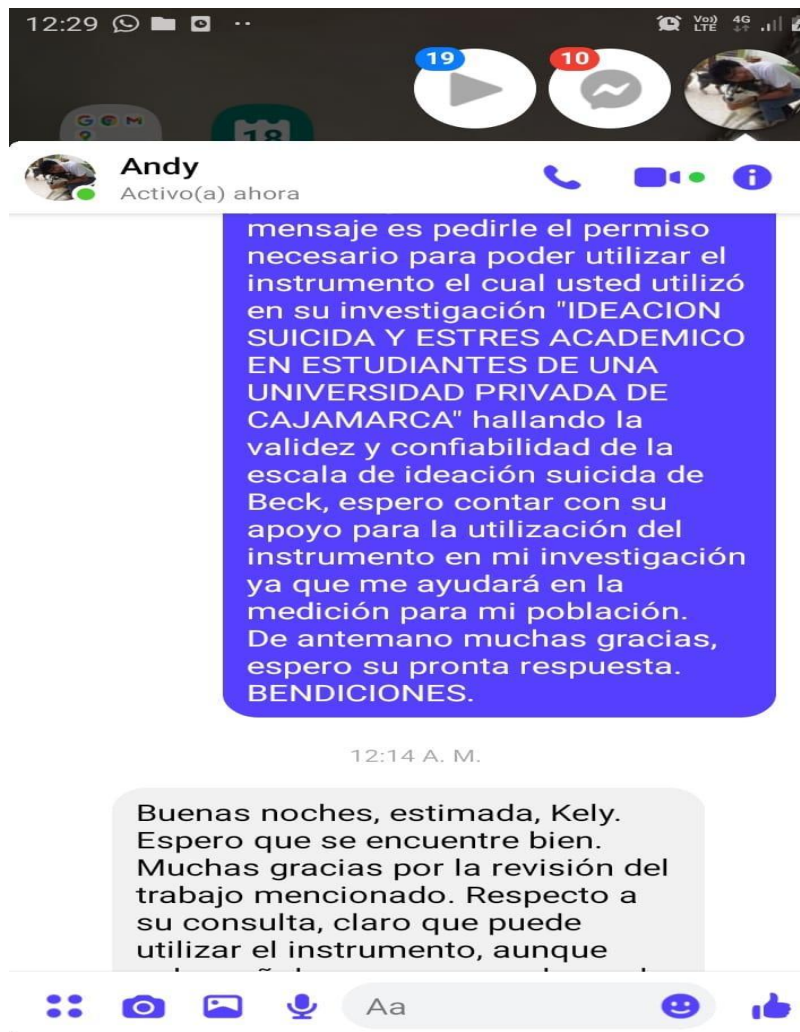 12:29
Voo) 4G
LTE
19
10
G M
18
Andy
Activo(a) ahora
mensaje es pedirle el permiso
necesario para poder utilizar el
instrumento el cual usted utilizó
en su investigación "IDEACION
SUICIDA Y ESTRES ACADEMICO
EN ESTUDIANTES DE UNA
UNIVERSIDAD PRIVADA DE
CAJAMARCA" hallando la
validez y confiabilidad de la
escala de ideación suicida de
Beck, espero contar con su
apoyo para la utilización del
instrumento en mi investigación
ya que me ayudará en la
medición para mi población.
De antemano muchas gracias,
espero su pronta respuesta.
BENDICIONES.
12:14 A. M.
Buenas noches, estimada, Kely.
Espero que se encuentre bien.
Muchas gracias por la revisión del
trabajo mencionado. Respecto a
su consulta, claro que puede
utilizar el instrumento, aunque
Aa